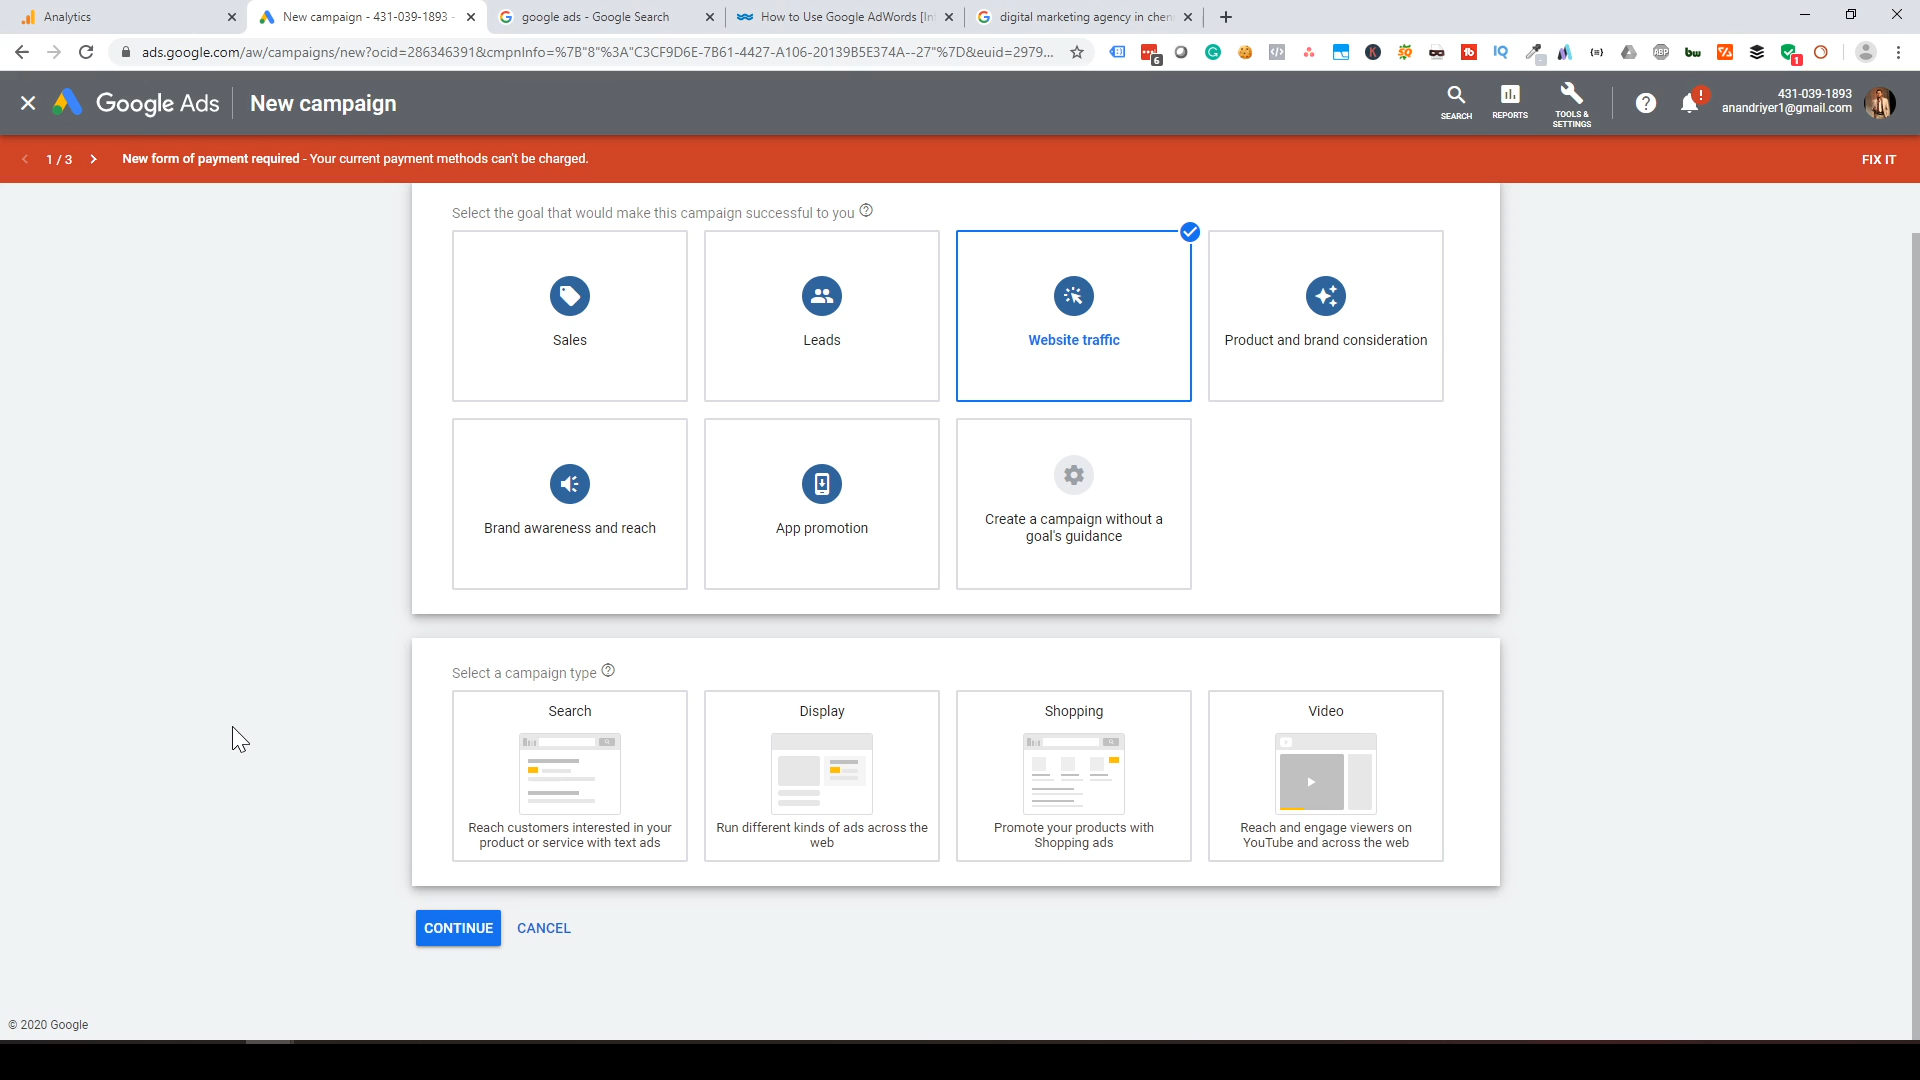 Analytics
New campaign - 431-039-1893 -
google ads - Google Search
How to Use Google AdWords [In
digital marketing agency in chen
ads.google.com/aw/campaigns/new?ocid=286346391&cmpnInfo=%7B"8"%3A"C3CF9D6E-7B61-4427-A106-20139B5E374A--27"%7D&euid=2979...
Google Ads
New campaign
SEARCH
REPORTS
TOOLS &
SETTINGS
431-039-1893
anandriyer1@gmail.com
1 / 3
New form of payment required - Your current payment methods can't be charged.
FIX IT
Select the goal that would make this campaign successful to you
Sales
Leads
Website traffic
Product and brand consideration
Brand awareness and reach
App promotion
Create a campaign without a
goal's guidance
Select a campaign type
Search
Reach customers interested in your
product or service with text ads
Display
Run different kinds of ads across the
web
Shopping
Promote your products with
Shopping ads
Video
Reach and engage viewers on
YouTube and across the web
CONTINUE
CANCEL
© 2020 Google